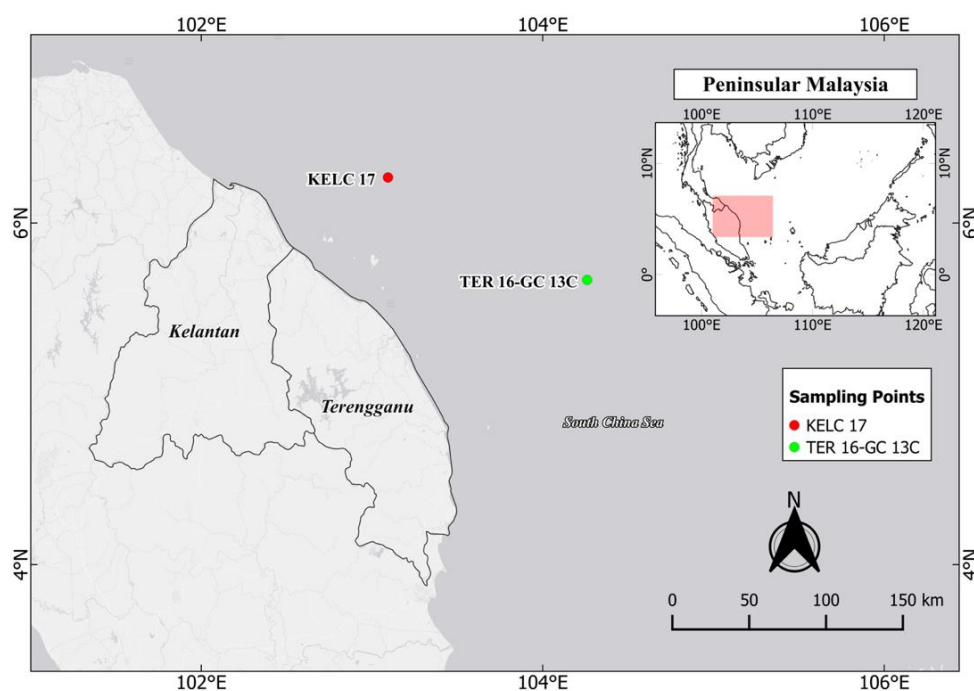 102°E 104°E 106°E
Peninsular Malaysia
100°E 110°E 120°E
10°N 10°N
KELC 17
6°N 6°N
TER 16-GC 13C
0°N 0°N
100°E 110°E 120°E
Kelantan
Sampling Points
Terengganu
South China Sea
KELC 17
TER 16-GC 13C
N
4°N 4°N
0 50 100 150 km
102°E 104°E 106°E